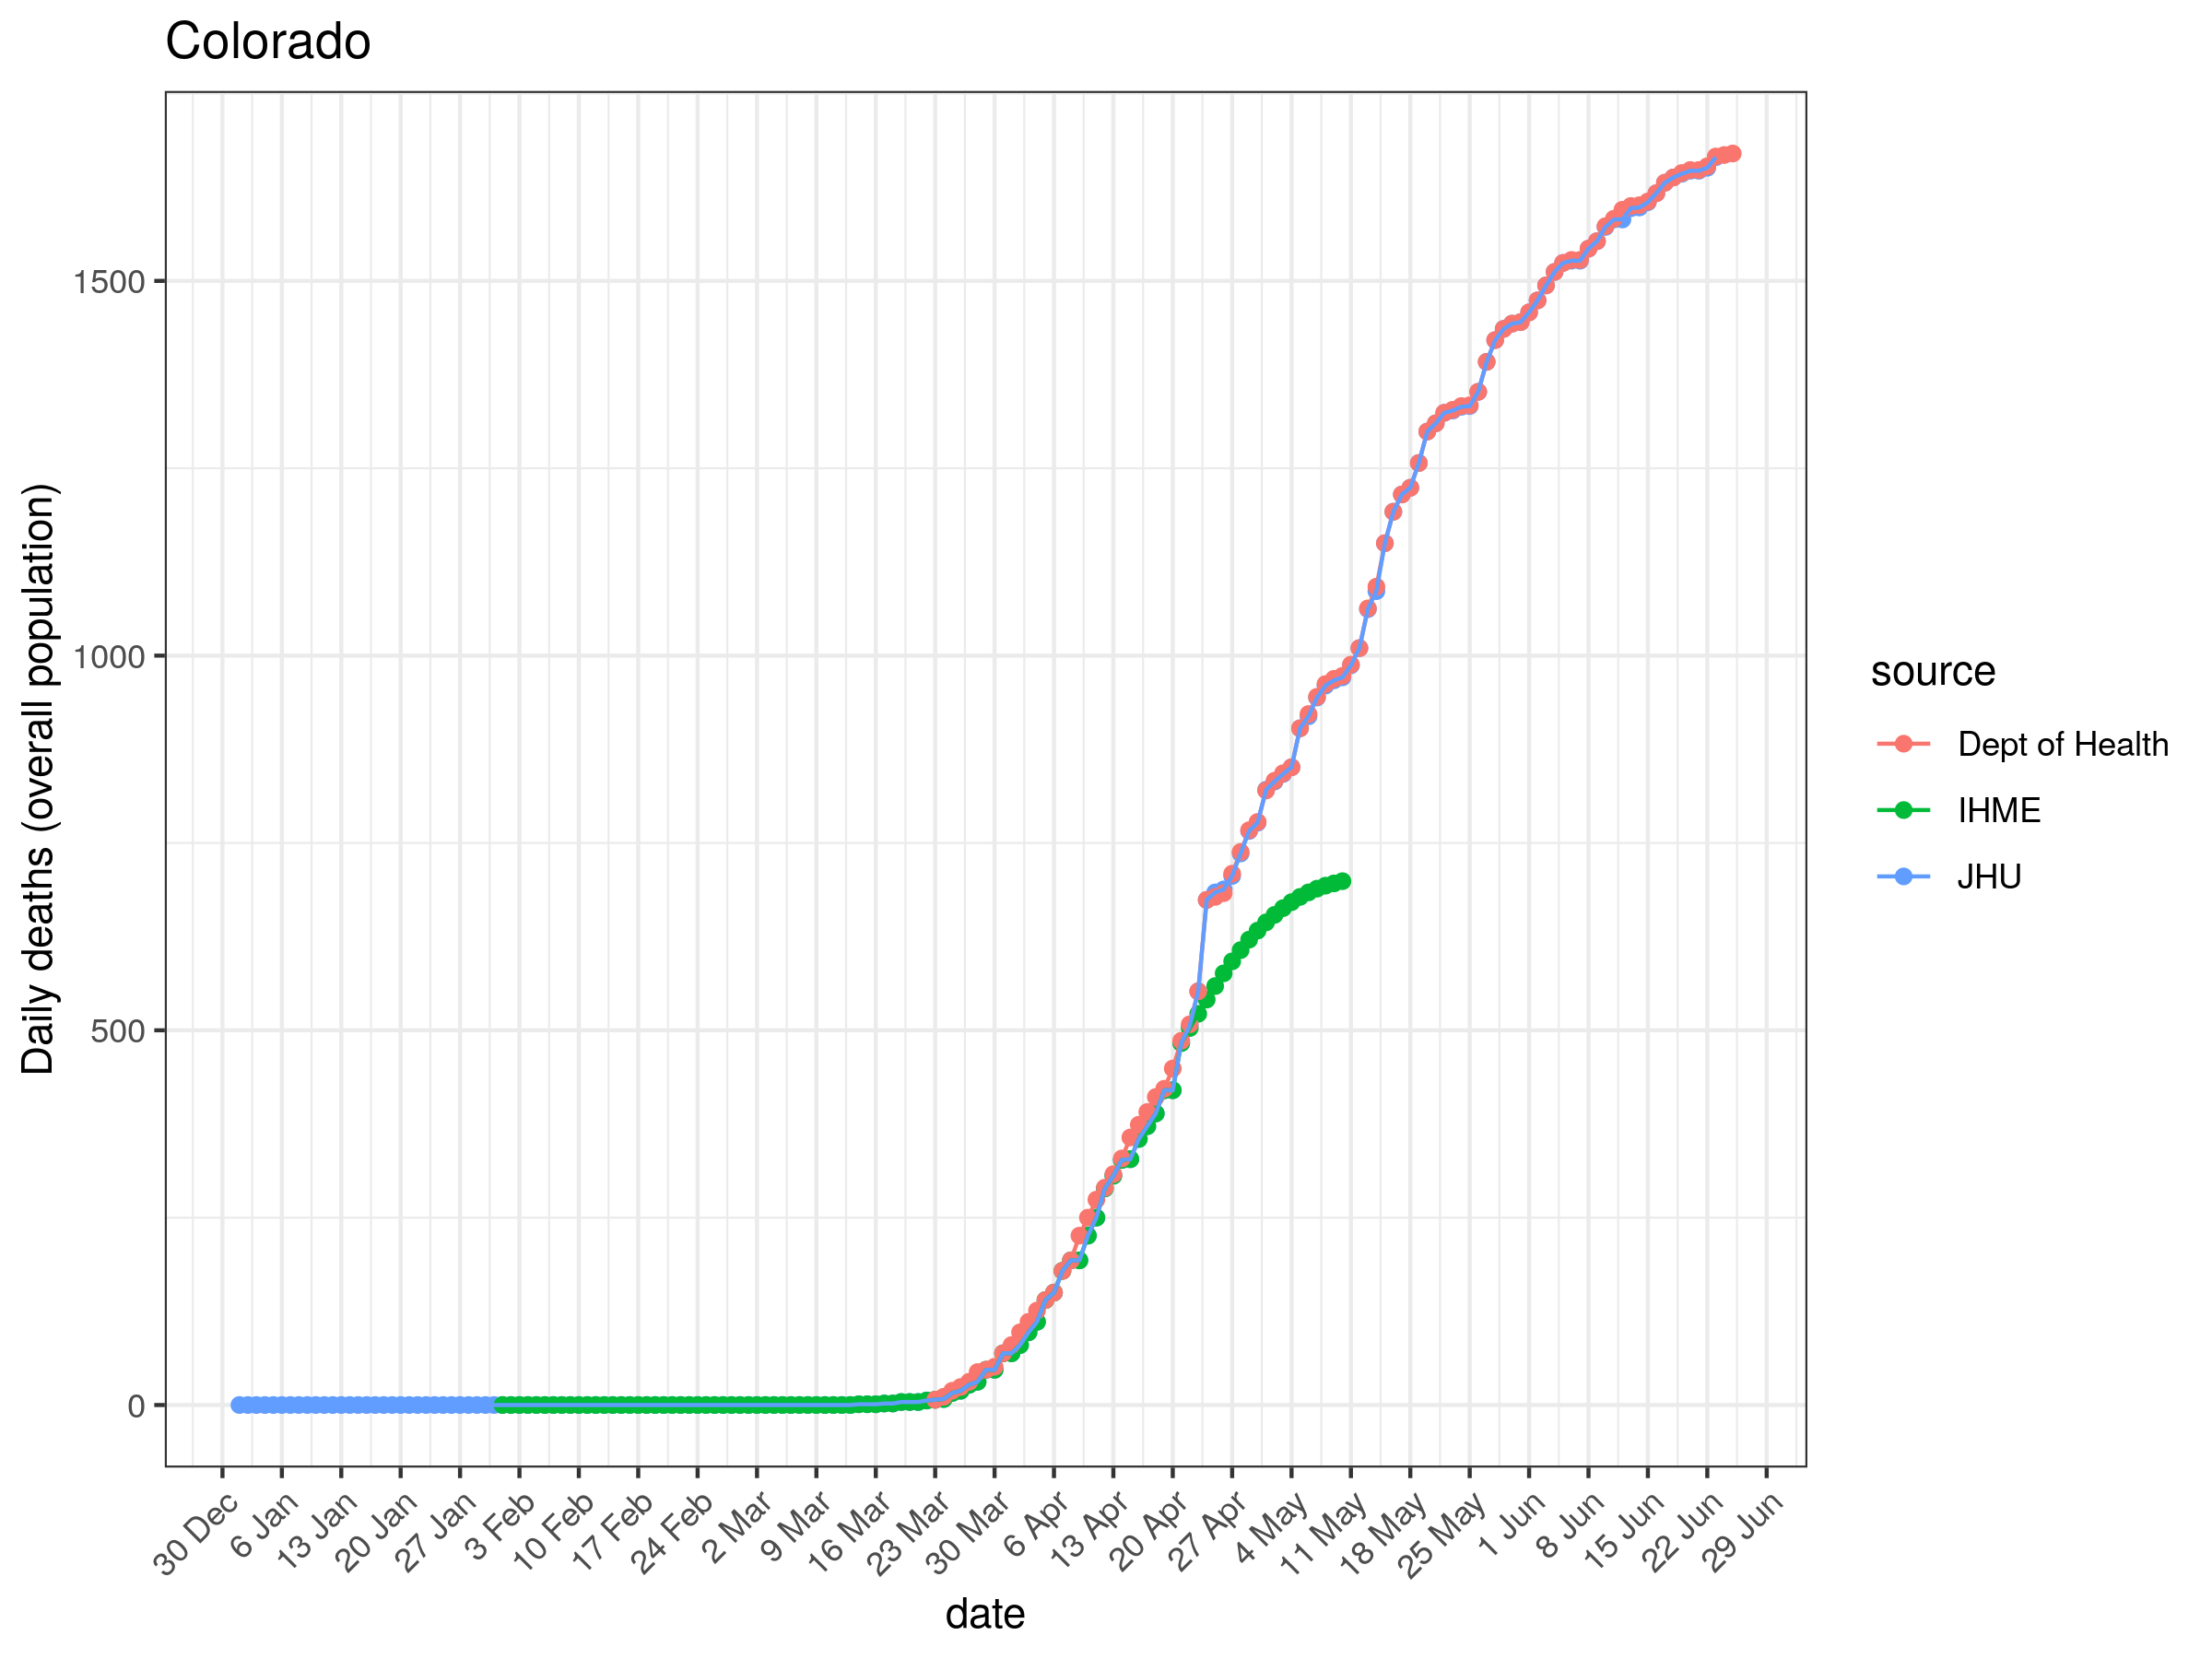 Colorado
Daily deaths (overall population)
1500
1000
500
0
30 Dec
6 Jan
13 Jan
20 Jan
27 Jan
3 Feb
10 Feb
17 Feb
24 Feb
2 Mar
9 Mar
16 Mar
23 Mar
30 Mar
6 Apr
13 Apr
20 Apr
27 Apr
4 May
11 May
18 May
25 May
1 Jun
8 Jun
15 Jun
22 Jun
29 Jun
date
source
Dept of Health
IHME
JHU